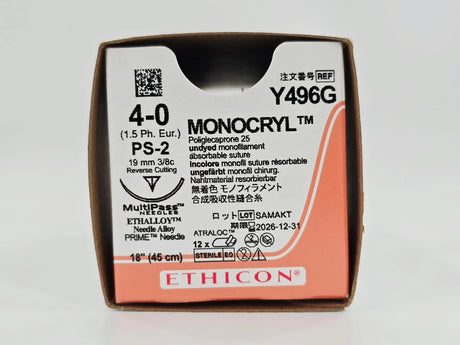 注文番号 REF
Y496G
4-0
(1.5 Ph. Eur.)
PS-2
19 mm 3/8c
Reverse Cutting
MultiPass™
NEEDLES
ETHALLOY™
Needle Alloy
PRIME™ Needle
18" (45 cm)
MONOCRYL™
Poliglecaprone 25
undyed monofilament
absorbable suture
Incolore monofil suture résorbable
ungefärbt monofil chirurg.
Nahtmaterial resorbierbar
無着色 モノフィラメント
合成吸収性縫合糸
ロット LOT SAMAKT
期限 2026-12-31
ATRALOC™
12 x
STERILE EO
ETHICON®